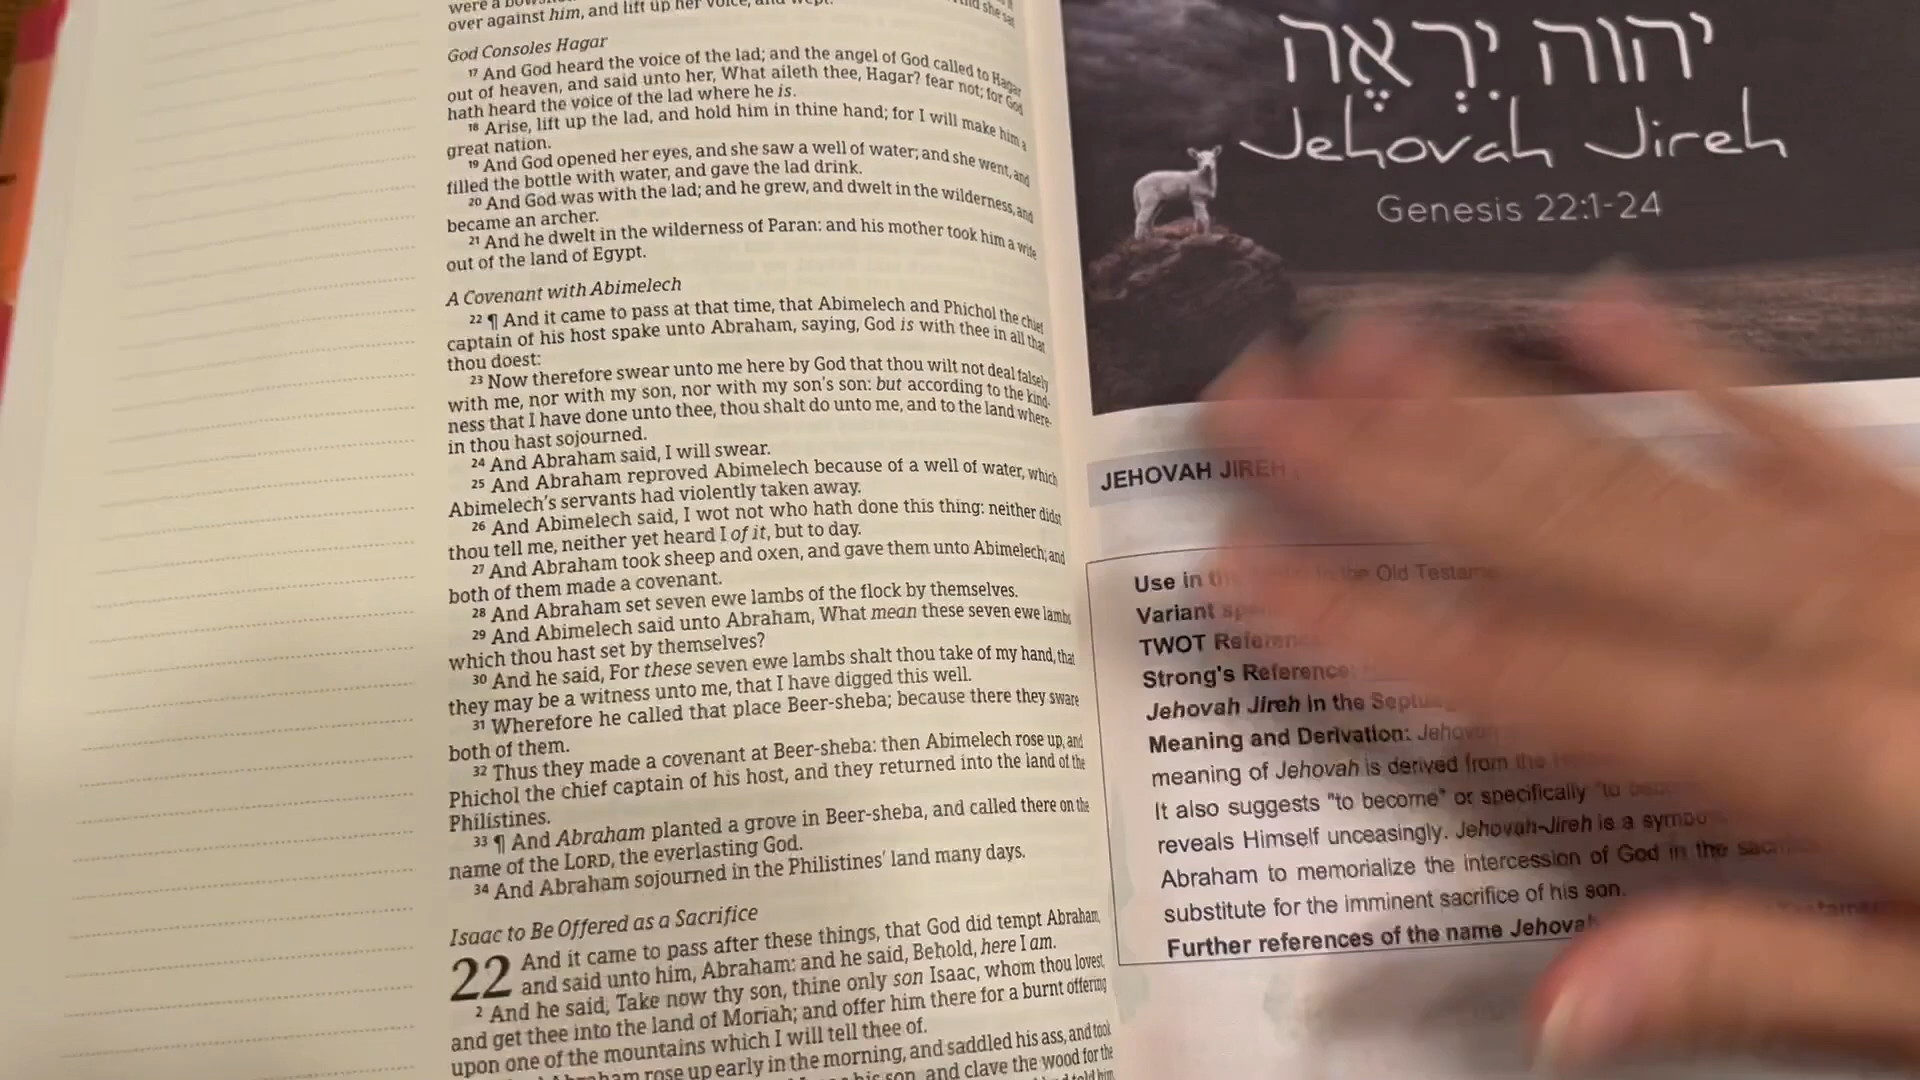 over against him, and lift up her voice, and wept.
God Consoles Hagar
17 And God heard the voice of the lad; and the angel of God called to Hagar
out of heaven, and said unto her, What aileth thee, Hagar? fear not; for God
hath heard the voice of the lad where he is.
18 Arise, lift up the lad, and hold him in thine hand; for I will make him a
great nation.
19 And God opened her eyes, and she saw a well of water; and she went, and
filled the bottle with water, and gave the lad drink.
20 And God was with the lad; and he grew, and dwelt in the wilderness, and
became an archer.
21 And he dwelt in the wilderness of Paran: and his mother took him a wife
out of the land of Egypt.
A Covenant with Abimelech
22 ¶ And it came to pass at that time, that Abimelech and Phichol the chief
captain of his host spake unto Abraham, saying, God is with thee in all that
thou doest:
23 Now therefore swear unto me here by God that thou wilt not deal falsely
with me, nor with my son, nor with my son's son: but according to the kind-
ness that I have done unto thee, thou shalt do unto me, and to the land where-
in thou hast sojourned.
24 And Abraham said, I will swear.
25 And Abraham reproved Abimelech because of a well of water, which
Abimelech's servants had violently taken away.
26 And Abimelech said, I wot not who hath done this thing: neither didst
thou tell me, neither yet heard I of it, but to day.
27 And Abraham took sheep and oxen, and gave them unto Abimelech; and
both of them made a covenant.
28 And Abraham set seven ewe lambs of the flock by themselves.
29 And Abimelech said unto Abraham, What mean these seven ewe lambs
which thou hast set by themselves?
30 And he said, For these seven ewe lambs shalt thou take of my hand, that
they may be a witness unto me, that I have digged this well.
31 Wherefore he called that place Beer-sheba; because there they sware
both of them.
32 Thus they made a covenant at Beer-sheba: then Abimelech rose up, and
Phichol the chief captain of his host, and they returned into the land of the
Philistines.
33 ¶ And Abraham planted a grove in Beer-sheba, and called there on the
name of the LORD, the everlasting God.
34 And Abraham sojourned in the Philistines' land many days.
Isaac to Be Offered as a Sacrifice
22 And it came to pass after these things, that God did tempt Abraham,
and said unto him, Abraham: and he said, Behold, here I am.
2 And he said, Take now thy son, thine only son Isaac, whom thou lovest,
and get thee into the land of Moriah; and offer him there for a burnt offering
upon one of the mountains which I will tell thee of.
Abraham rose up early in the morning, and saddled his ass, and took
his son, and clave the wood for the
יהוה יִרְאֶה
Jehovah Jireh
Genesis 22:1-24
JEHOVAH JIREH
Use in the Old Testame
Variant
TWOT Reference
Strong's Reference:
Jehovah Jireh in the
Meaning and Derivation:
meaning of Jehovah is derived from the
It also suggests "to become" or specifically "to
reveals Himself unceasingly. Jehovah-Jireh is a
Abraham to memorialize the intercession of God in the
substitute for the imminent sacrifice of his son.
Further references of the name Jehovah